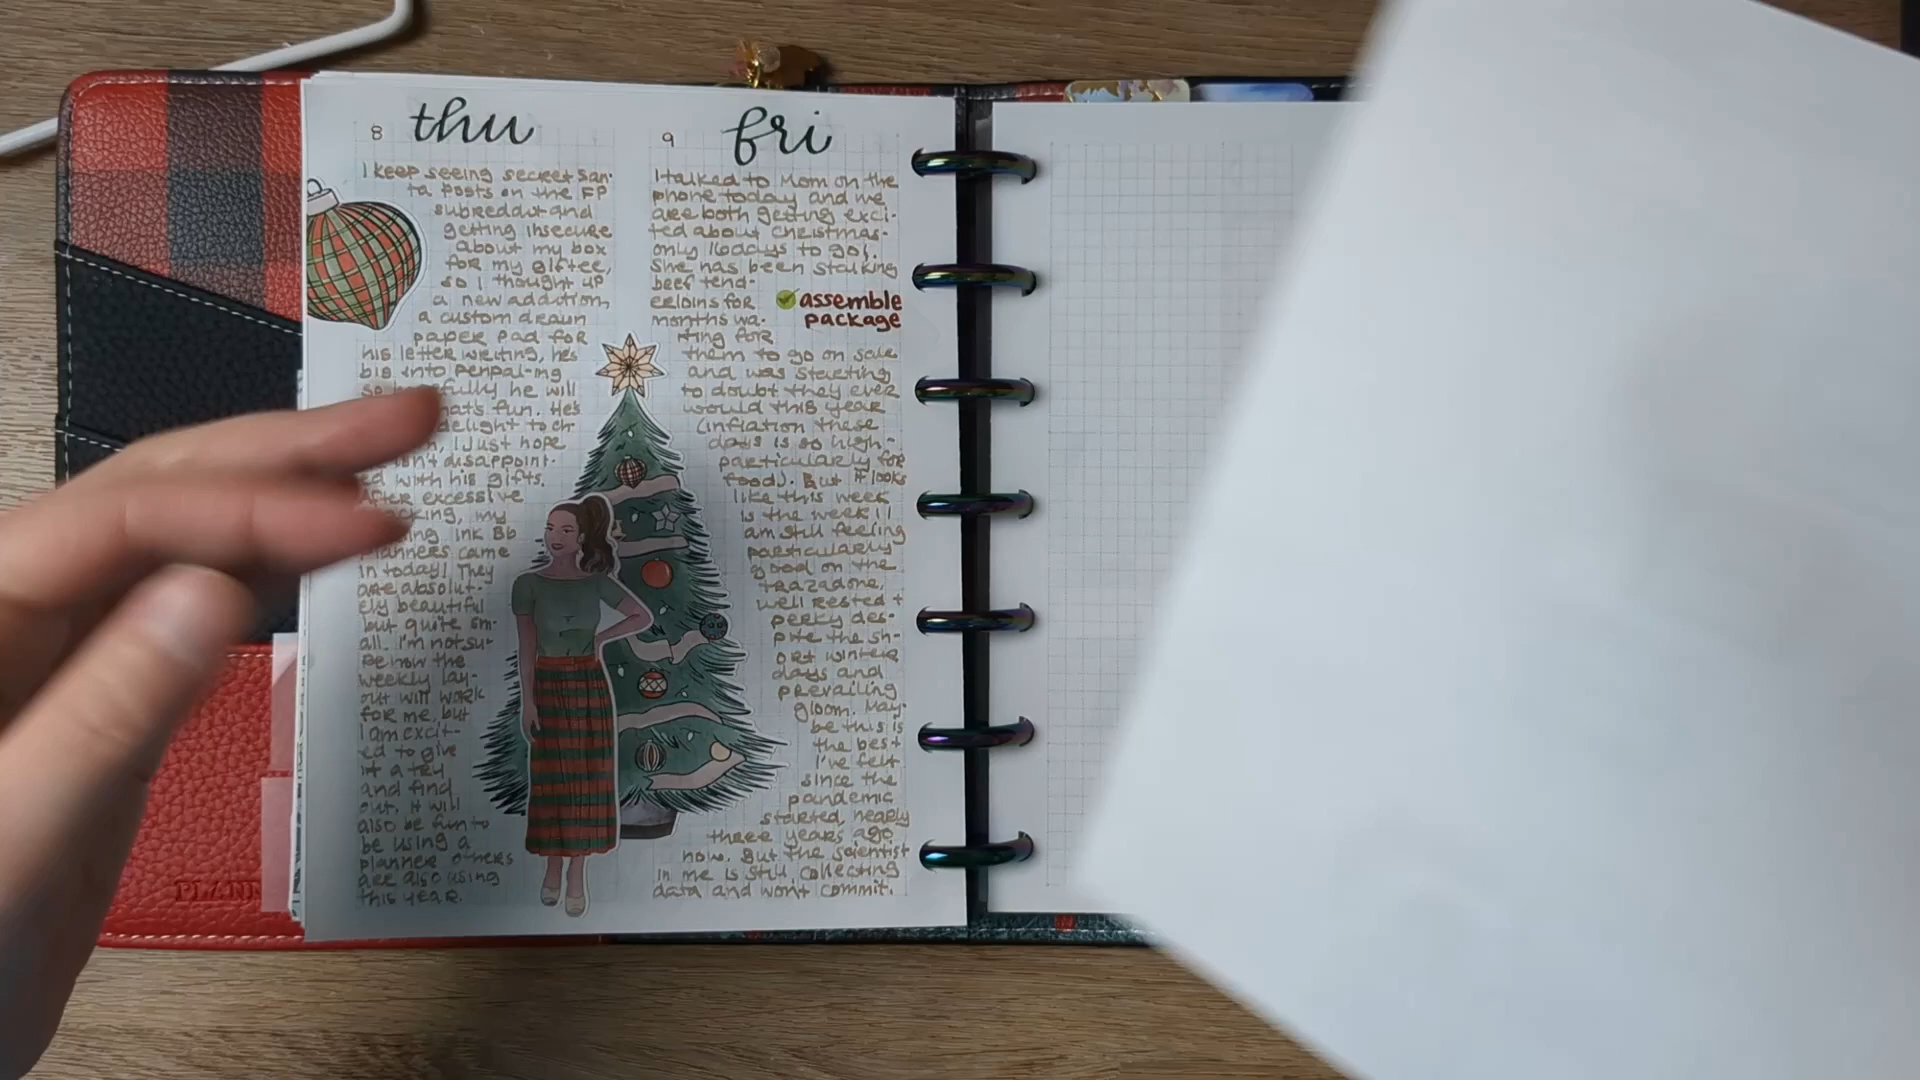 8 thu
I keep seeing secret San-
ta posts on the FP
subreddit and
getting insecure
about my box
for my giftee,
so I thought up
a new addition,
a custom drawn
paper pad for
his letter writing, he's
big into penpal-ing
so hopefully he will
hat's fun. He's
delight to ch
, I just hope
isn't disappoint-
ed with his gifts.
After excessive
my
ink B6
planners came
in today! They
are absolut-
ely beautiful
but quite sm-
all. I'm not su-
re how the
weekly lay-
out will work
for me, but
I am excit-
ed to give
it a try
and find
out. It will
also be fun to
be using a
planner others
are also using
this year.
9 fri
I talked to Mom on the
phone today and we
are both getting exci-
ted about Christmas-
only 16 days to go!
She has been stalking
beef tend-
erloins for
months wa-
iting for
them to go on sale
and was starting
to doubt they ever
would this year
(inflation these
days is so high-
particularly for
food). But it looks
like this week
is the week! I
am still feeling
particularly
good on the
trazadone,
well rested +
perky des-
pite the sh-
ort winter
days and
prevailing
gloom. May-
be this is
the best
I've felt
since the
pandemic
started nearly
three years ago
now. But the scientist
in me is still collecting
data and won't commit.
assemble
package
PLANN